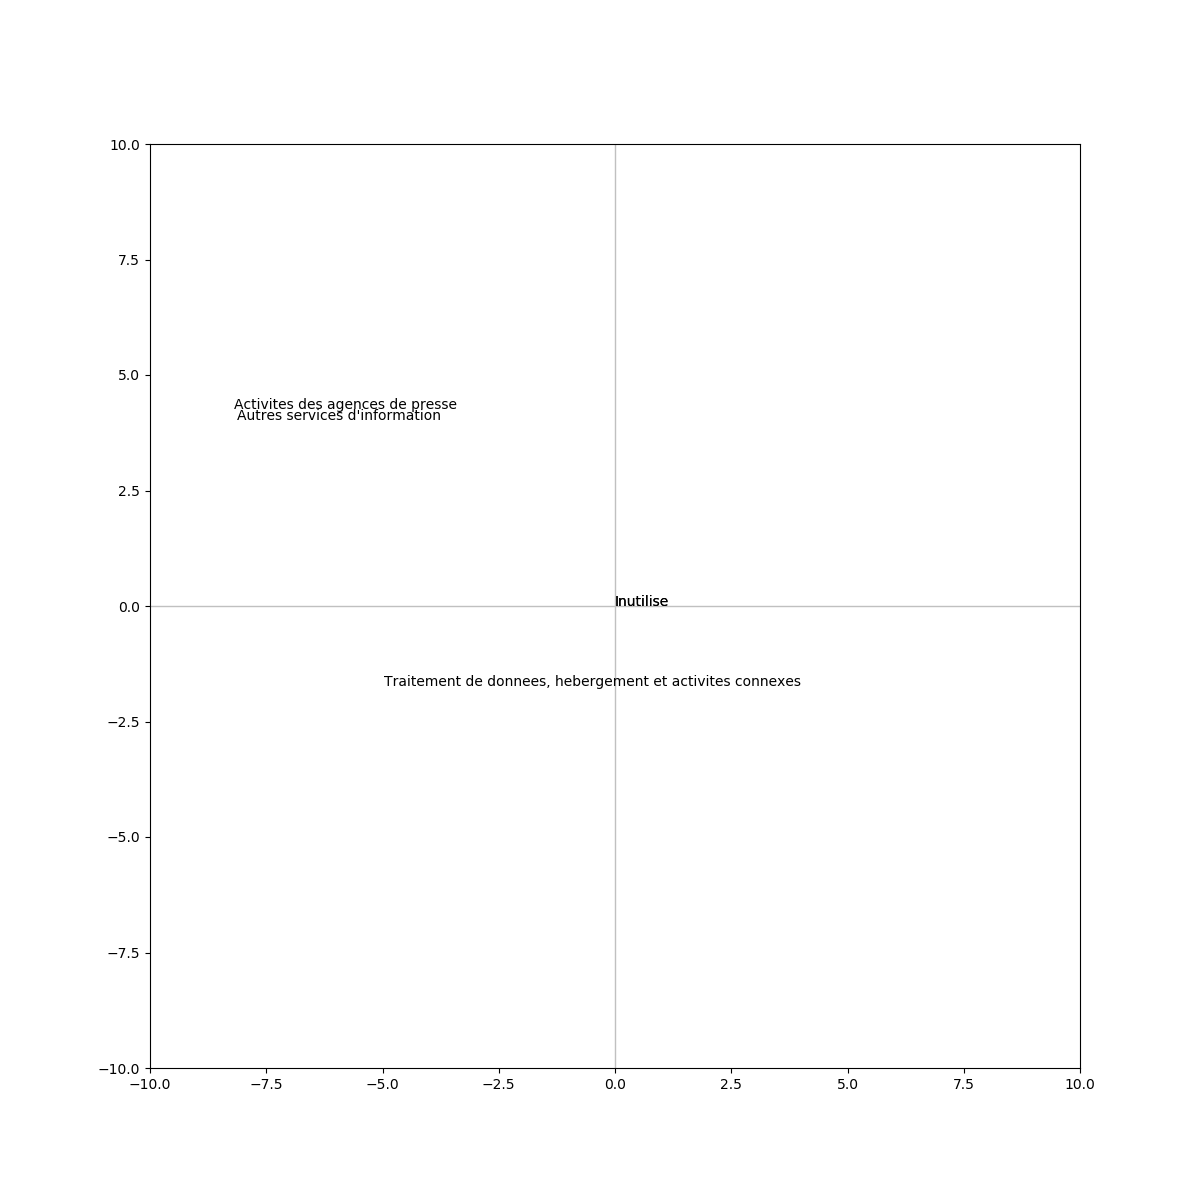 10.0
7.5
5.0
Activites des agences de presse
Autres services d'information
2.5
0.0
Inutilise
Traitement de donnees, hebergement et activites connexes
−2.5
−5.0
−7.5
−10.0
−10.0 −7.5 −5.0 −2.5 0.0 2.5 5.0 7.5 10.0